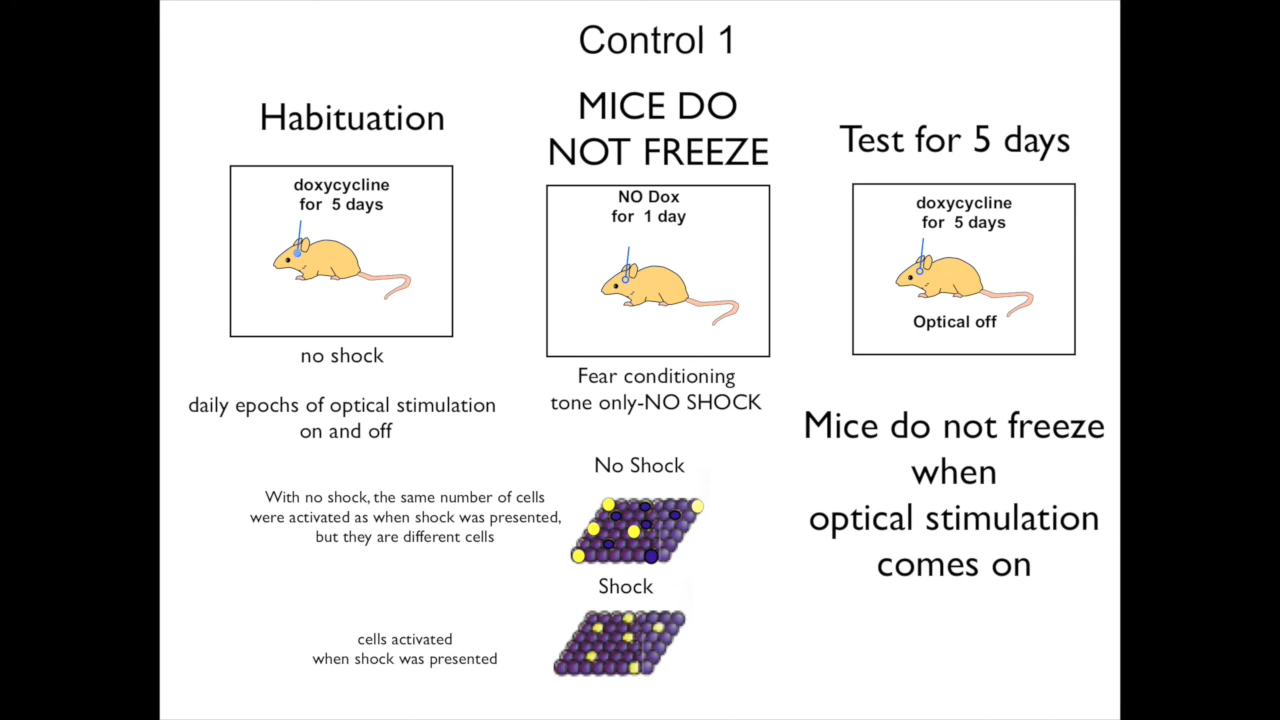 Control 1
Habituation
doxycycline
for 5 days
no shock
daily epochs of optical stimulation
on and off
MICE DO
NOT FREEZE
NO Dox
for 1 day
Fear conditioning
tone only-NO SHOCK
Test for 5 days
doxycycline
for 5 days
Optical off
Mice do not freeze
when
optical stimulation
comes on
No Shock
With no shock, the same number of cells
were activated as when shock was presented,
but they are different cells
Shock
cells activated
when shock was presented